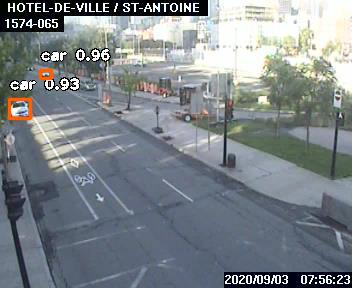 HOTEL-DE-VILLE / ST-ANTOINE
1574-065
car 0.96
car 0.93
2020/09/03 07:56:23